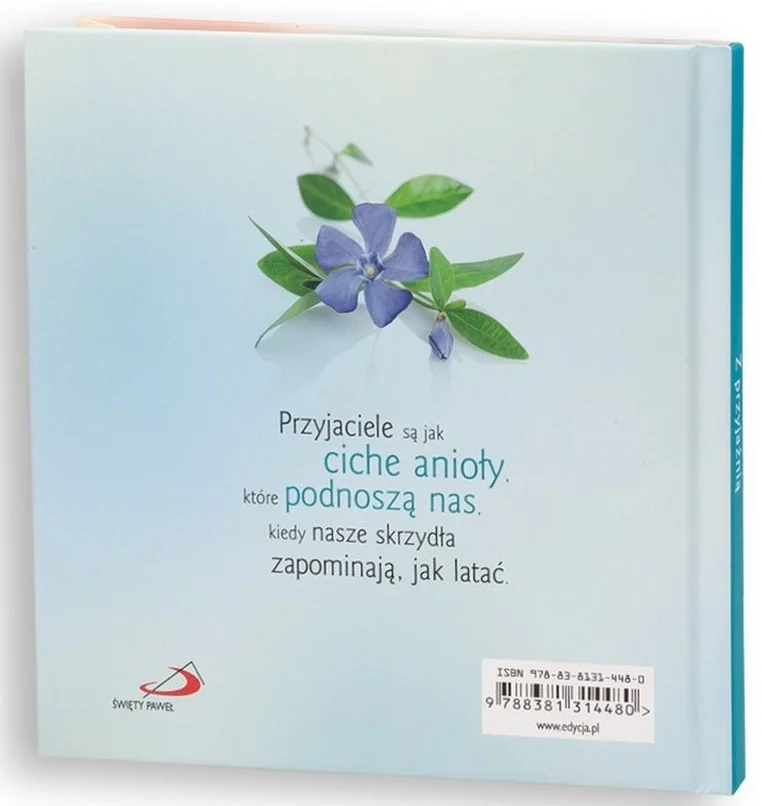 Przyjaciele są jak
ciche anioły,
które podnoszą nas,
kiedy nasze skrzydła
zapominają, jak latać.
Z przyjaźnią
ŚWIĘTY PAWEŁ
ISBN 978-83-8131-448-0
9 788381 314480 >
www.edycja.pl